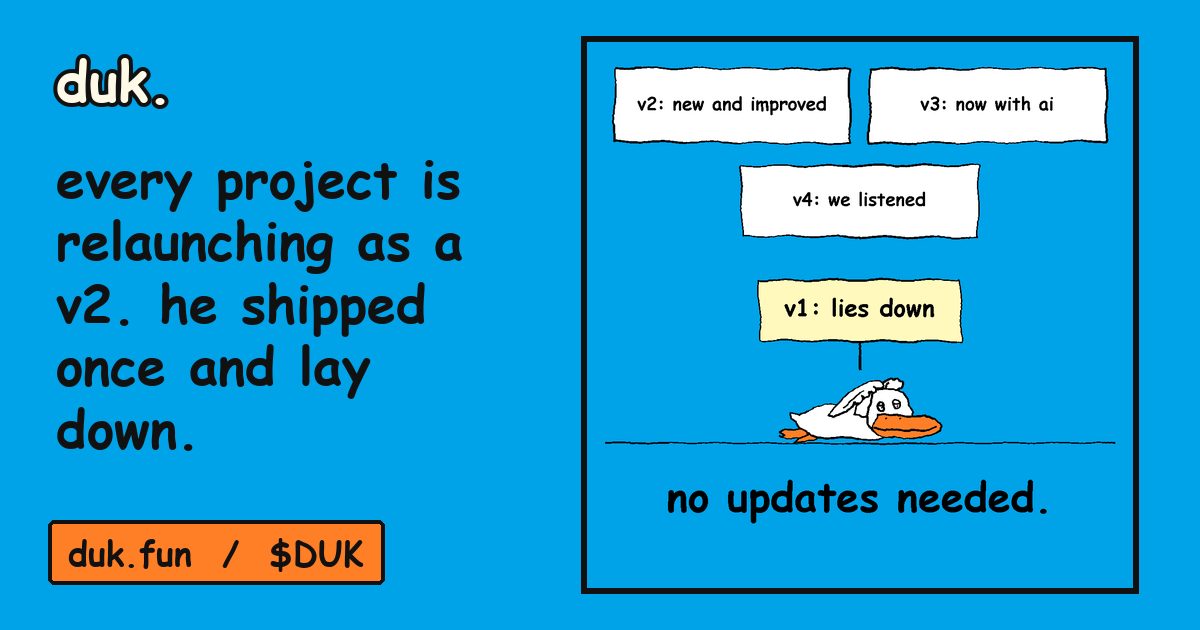 duk.
every project is
relaunching as a
v2. he shipped
once and lay
down.
duk.fun / $DUK
v2: new and improved
v3: now with ai
v4: we listened
v1: lies down
no updates needed.